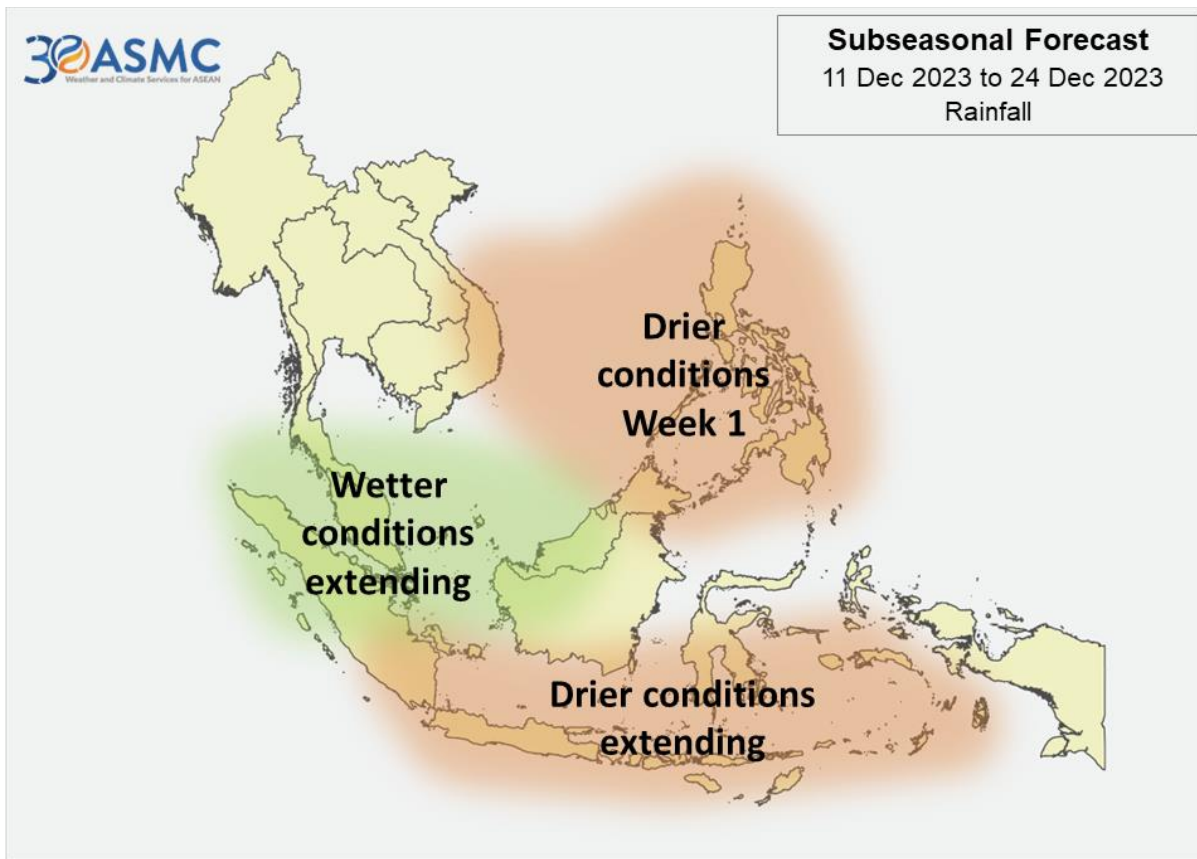 ASMC
Weather and Climate Services for ASEAN
Subseasonal Forecast
11 Dec 2023 to 24 Dec 2023
Rainfall
Drier
conditions
Week 1
Wetter
conditions
extending
Drier conditions
extending